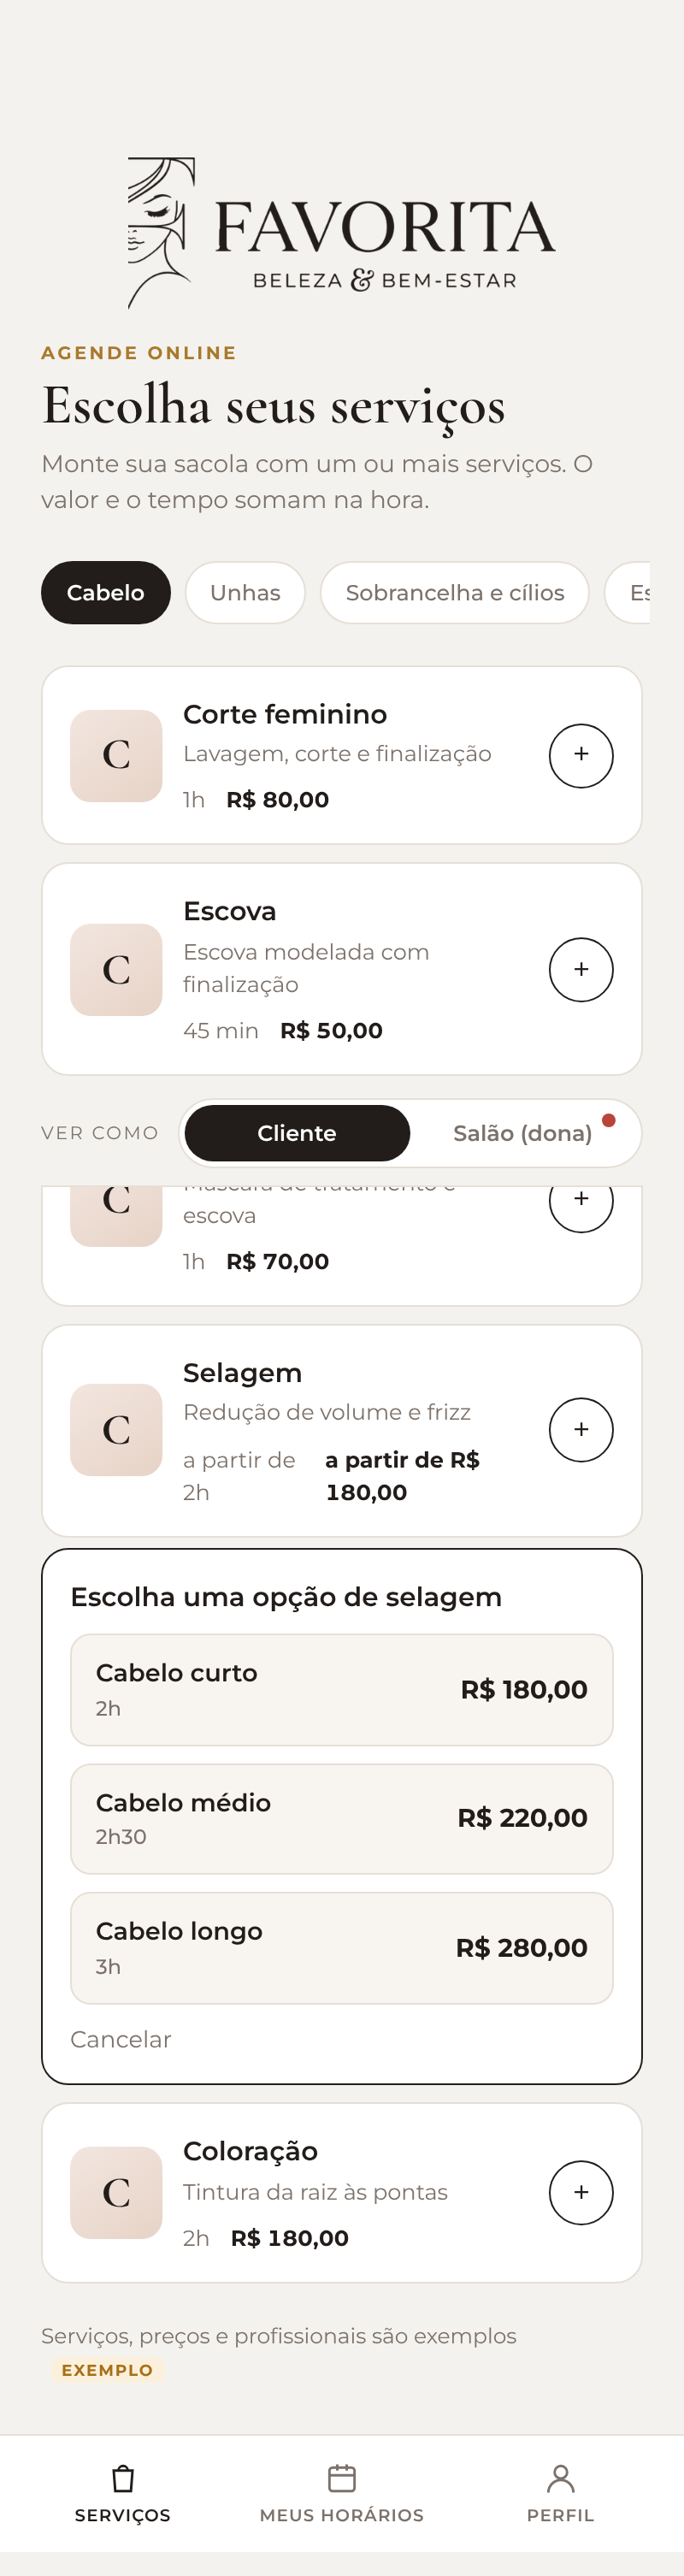 FAVORITA
BELEZA & BEM-ESTAR
AGENDE ONLINE
Escolha seus serviços
Monte sua sacola com um ou mais serviços. O
valor e o tempo somam na hora.
Cabelo
Unhas
Sobrancelha e cílios
Es
C
Corte feminino
Lavagem, corte e finalização
1h R$ 80,00
+
C
Escova
Escova modelada com
finalização
45 min R$ 50,00
+
VER COMO
Cliente
Salão (dona)
C
Máscara de tratamento e
escova
1h R$ 70,00
+
C
Selagem
Redução de volume e frizz
a partir de
2h
a partir de R$
180,00
+
Escolha uma opção de selagem
Cabelo curto
2h
R$ 180,00
Cabelo médio
2h30
R$ 220,00
Cabelo longo
3h
R$ 280,00
Cancelar
C
Coloração
Tintura da raiz às pontas
2h R$ 180,00
+
Serviços, preços e profissionais são exemplos
EXEMPLO
SERVIÇOS
MEUS HORÁRIOS
PERFIL